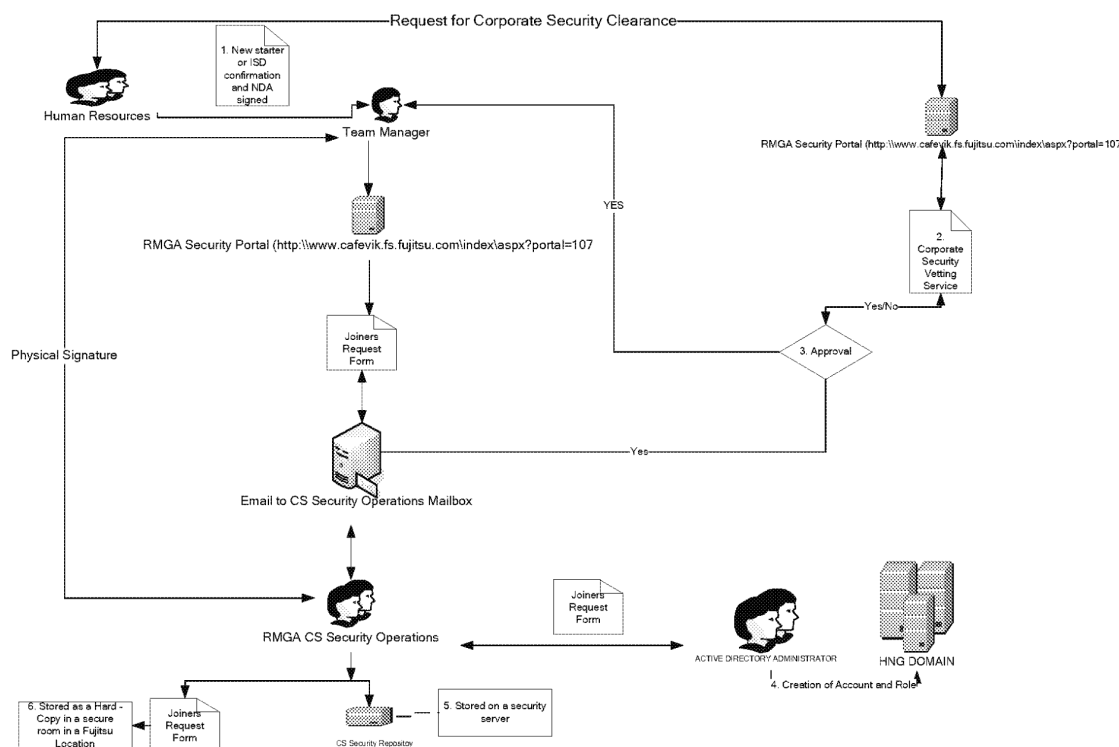 Request for Corporate Security Clearance
1. New starter
or ISD
confirmation
and NDA
signed
Human Resources
Team Manager
RMGA Security Portal (http:\\www.cafevik.fs.fujitsu.com\index\aspx?portal=107
YES
RMGA Security Portal (http:\\www.cafevik.fs.fujitsu.com\index\aspx?portal=107
2.
Corporate
Security
Vetting
Service
Yes/No
3. Approval
Joiners
Request
Form
Physical Signature
Yes
Email to CS Security Operations Mailbox
Joiners
Request
Form
RMGA CS Security Operations
ACTIVE DIRECTORY ADMINISTRATOR
HNG DOMAIN
4. Creation of Account and Role
6. Stored as a Hard -
Copy in a secure
room in a Fujitsu
Location
Joiners
Request
Form
5. Stored on a security
server
CS Security Repository